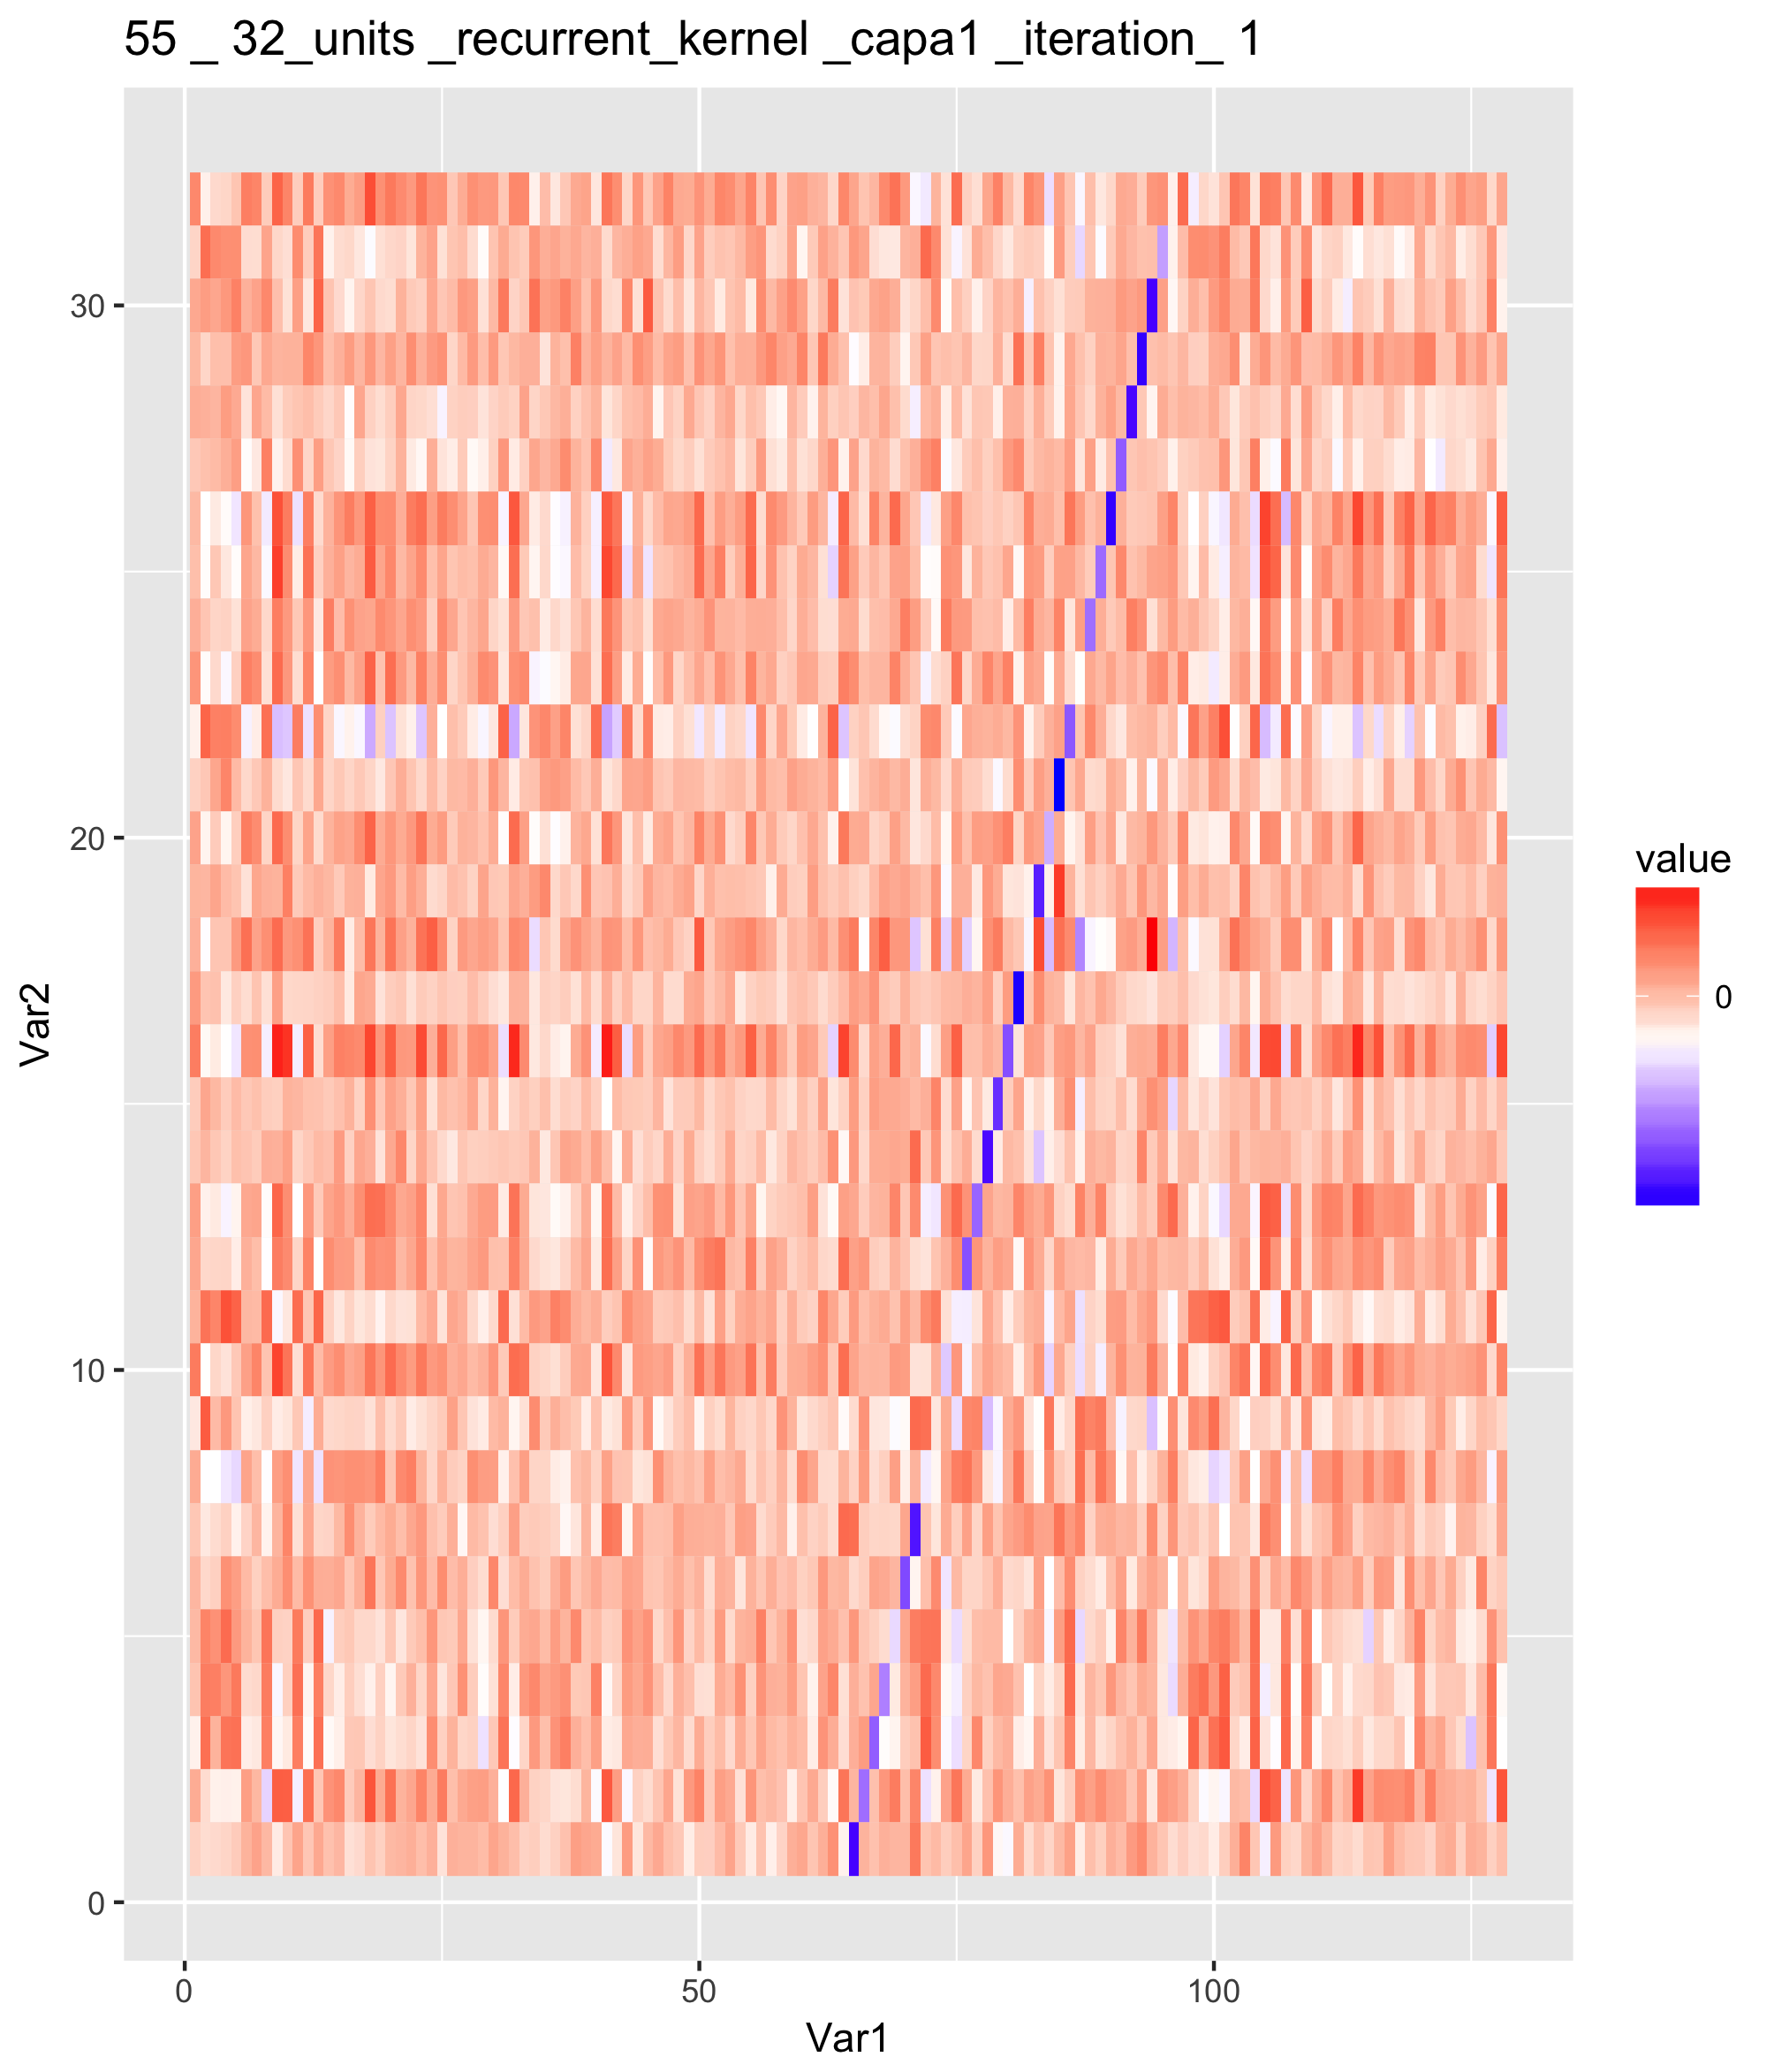 55 _ 32_units _recurrent_kernel _capa1 _iteration_ 1
30
20
10
0
Var2
0
50
100
Var1
value
0